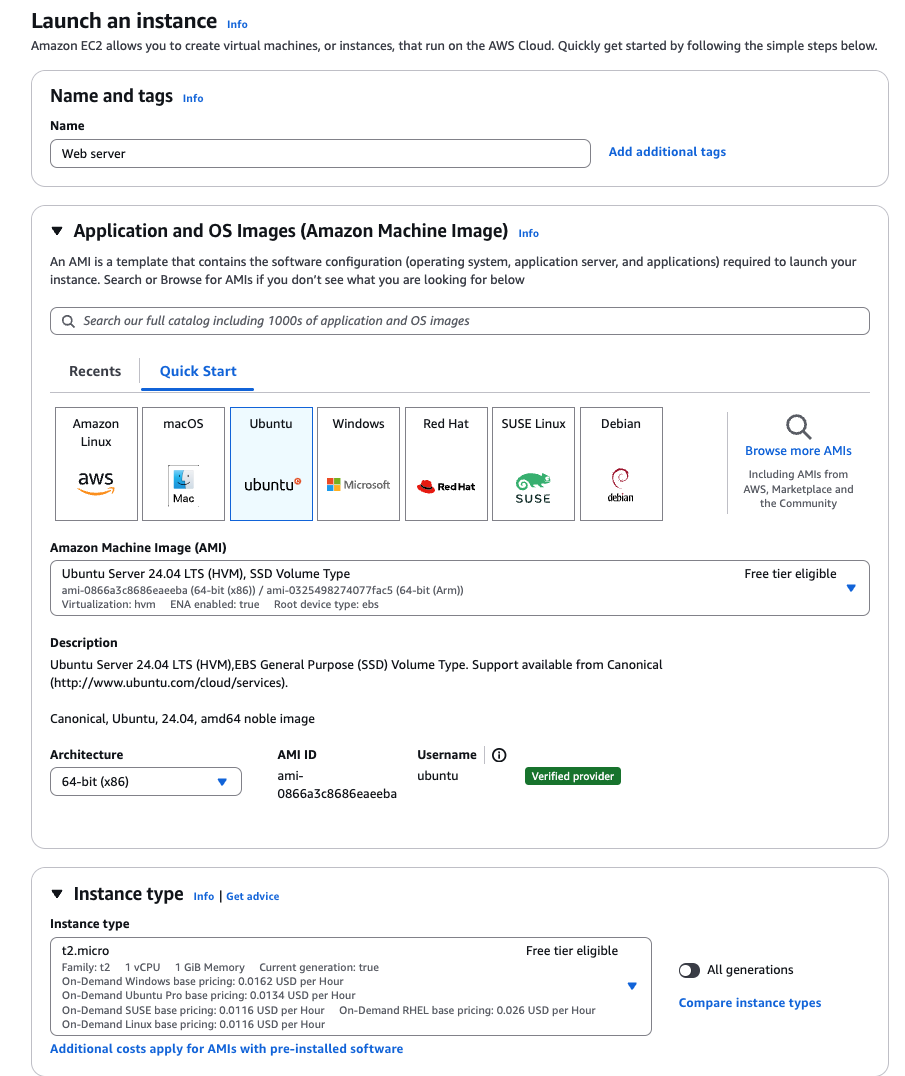 Launch an instance Info
Amazon EC2 allows you to create virtual machines, or instances, that run on the AWS Cloud. Quickly get started by following the simple steps below.
Name and tags Info
Name
Web server
Add additional tags
Application and OS Images (Amazon Machine Image) Info
An AMI is a template that contains the software configuration (operating system, application server, and applications) required to launch your
instance. Search or Browse for AMIs if you don’t see what you are looking for below
Search our full catalog including 1000s of application and OS images
Recents
Quick Start
Amazon
Linux
aws
macOS
Mac
Ubuntu
ubuntu
Windows
Microsoft
Red Hat
Red Hat
SUSE Linux
SUSE
Debian
debian
Browse more AMIs
Including AMIs from
AWS, Marketplace and
the Community
Amazon Machine Image (AMI)
Ubuntu Server 24.04 LTS (HVM), SSD Volume Type
Free tier eligible
ami-0866a3c8686eaeeba (64-bit (x86)) / ami-0325498274077fac5 (64-bit (Arm))
Virtualization: hvm ENA enabled: true Root device type: ebs
Description
Ubuntu Server 24.04 LTS (HVM),EBS General Purpose (SSD) Volume Type. Support available from Canonical
(http://www.ubuntu.com/cloud/services).
Canonical, Ubuntu, 24.04, amd64 noble image
Architecture
64-bit (x86)
AMI ID
ami-
0866a3c8686eaeeba
Username
ubuntu
Verified provider
Instance type Info | Get advice
Instance type
t2.micro
Free tier eligible
Family: t2 1 vCPU 1 GiB Memory Current generation: true
On-Demand Windows base pricing: 0.0162 USD per Hour
On-Demand Ubuntu Pro base pricing: 0.0134 USD per Hour
On-Demand SUSE base pricing: 0.0116 USD per Hour On-Demand RHEL base pricing: 0.026 USD per Hour
On-Demand Linux base pricing: 0.0116 USD per Hour
All generations
Compare instance types
Additional costs apply for AMIs with pre-installed software